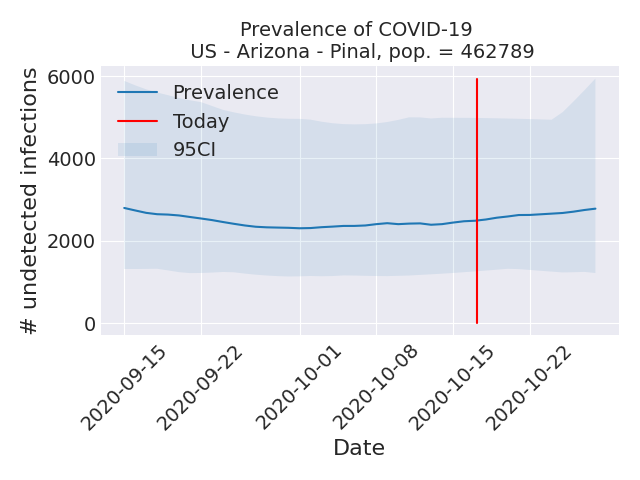 Prevalence of COVID-19
US - Arizona - Pinal, pop. = 462789
# undetected infections
6000
4000
2000
0
Prevalence
Today
95CI
2020-09-15
2020-09-22
2020-10-01
2020-10-08
2020-10-15
2020-10-22
Date